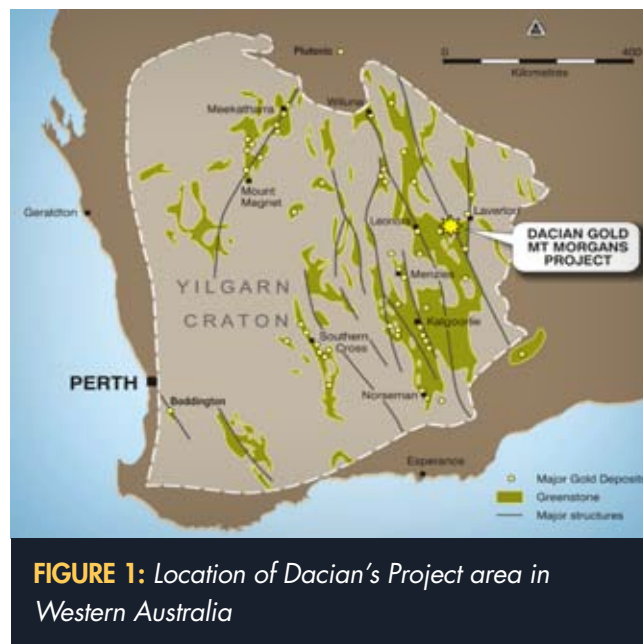 Plutonic
0
400
Kilometres
Meekatharra
Wiluna
Mount
Magnet
Geraldton
Leonora
Laverton
DACIAN GOLD
MT MORGANS
PROJECT
Menzies
YILGARN
CRATON
Kalgoorlie
Southern
Cross
PERTH
Norseman
Boddington
Esperance
Major Gold Deposits
Greenstone
Major structures
FIGURE 1: Location of Dacian's Project area in
Western Australia